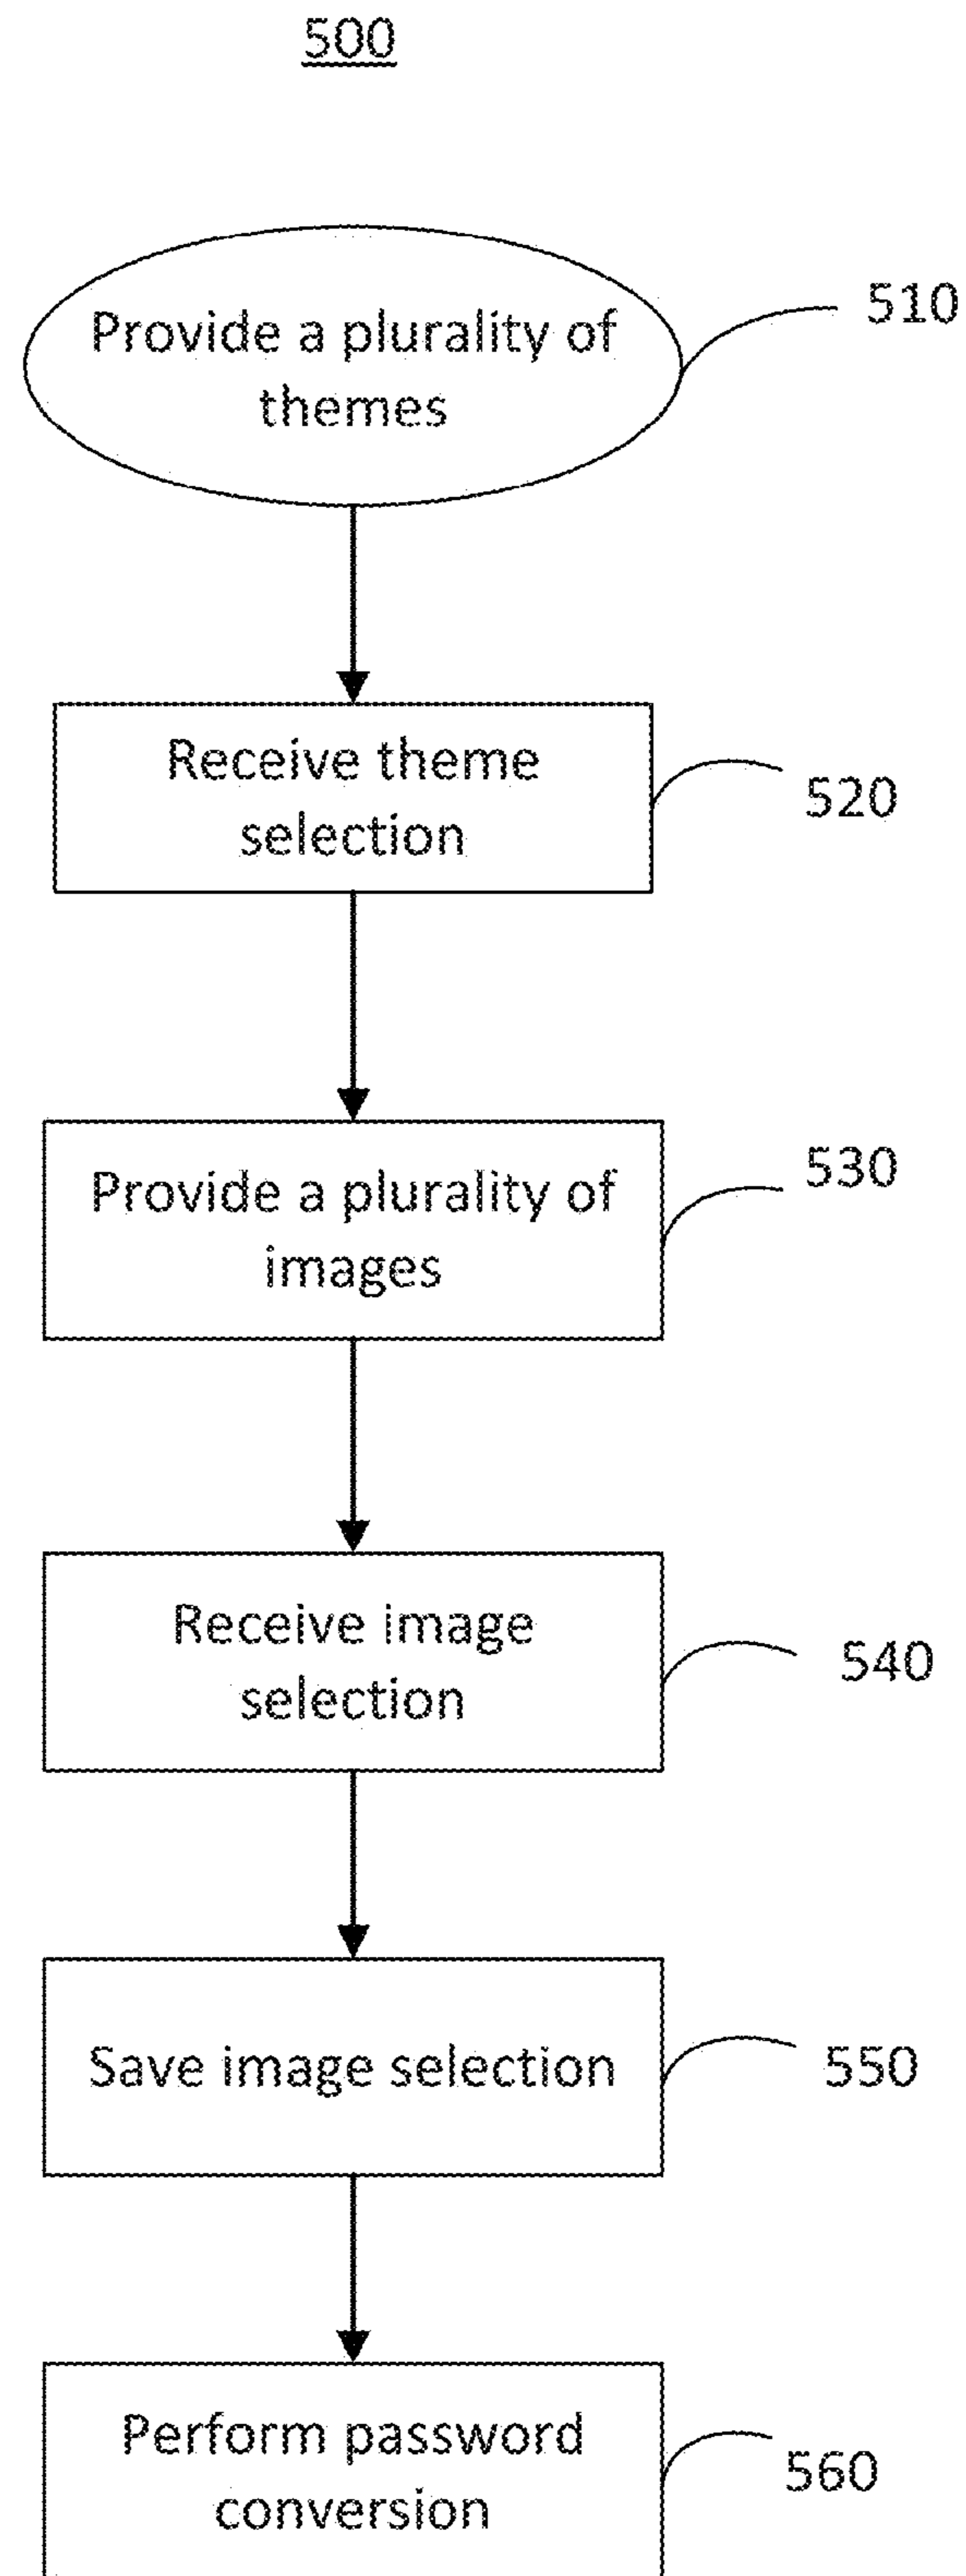 500
Provide a plurality of
themes
510
Receive theme
selection
520
Provide a plurality of
images
530
Receive image
selection
540
Save image selection
550
Perform password
conversion
560